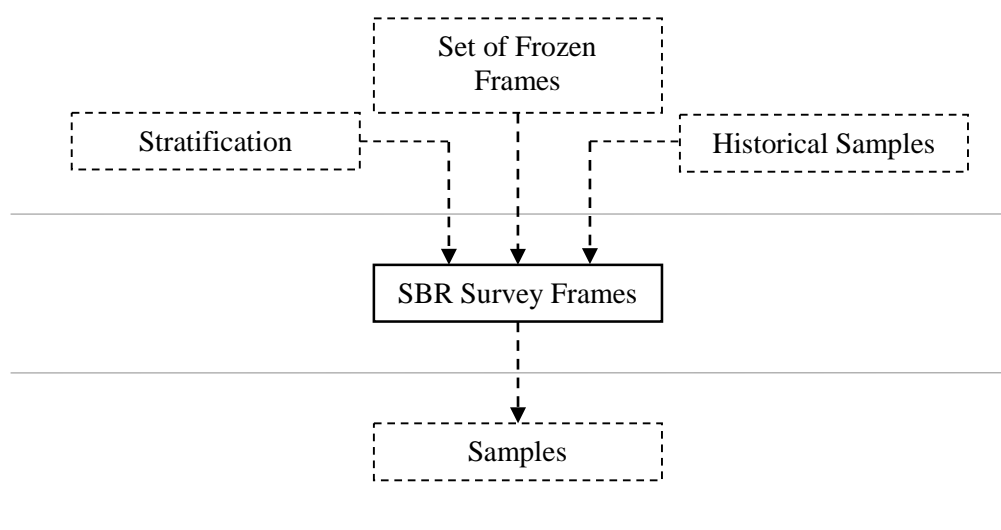 Set of Frozen
Frames
Stratification
Historical Samples
SBR Survey Frames
Samples